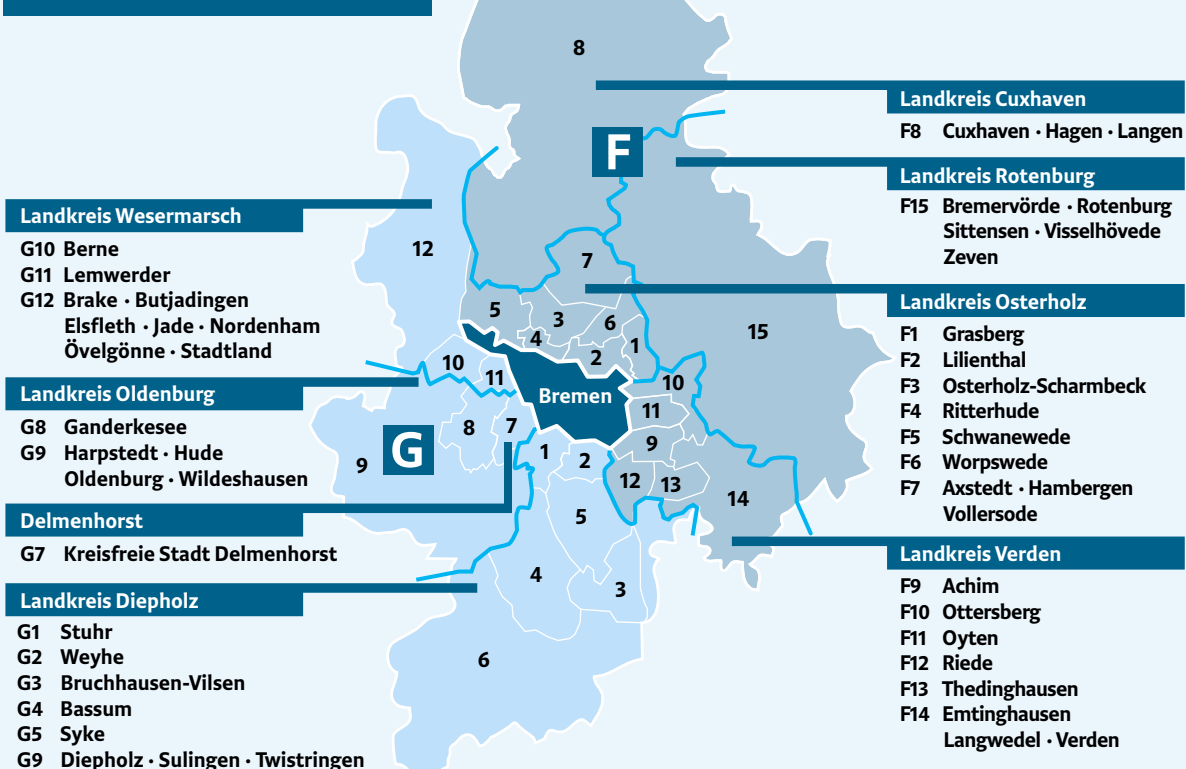 Landkreis Wesermarsch
G10 Berne
G11 Lemwerder
G12 Brake · Butjadingen
Elsfleth · Jade · Nordenham
Övelgönne · Stadtland
Landkreis Oldenburg
G8 Ganderkesee
G9 Harpstedt · Hude
Oldenburg · Wildeshausen
Delmenhorst
G7 Kreisfreie Stadt Delmenhorst
Landkreis Diepholz
G1 Stuhr
G2 Weyhe
G3 Bruchhausen-Vilsen
G4 Bassum
G5 Syke
G9 Diepholz · Sulingen · Twistringen
8
F
12
7
5
3
6
4
2
1
15
10
11
Bremen
10
11
9
G
8
7
9
1
2
12
13
14
5
4
3
6
Landkreis Cuxhaven
F8 Cuxhaven · Hagen · Langen
Landkreis Rotenburg
F15 Bremervörde · Rotenburg
Sittensen · Visselhövede
Zeven
Landkreis Osterholz
F1 Grasberg
F2 Lilienthal
F3 Osterholz-Scharmbeck
F4 Ritterhude
F5 Schwanewede
F6 Worpswede
F7 Axstedt · Hambergen
Vollersode
Landkreis Verden
F9 Achim
F10 Ottersberg
F11 Oyten
F12 Riede
F13 Thedinghausen
F14 Emtinghausen
Langwedel · Verden